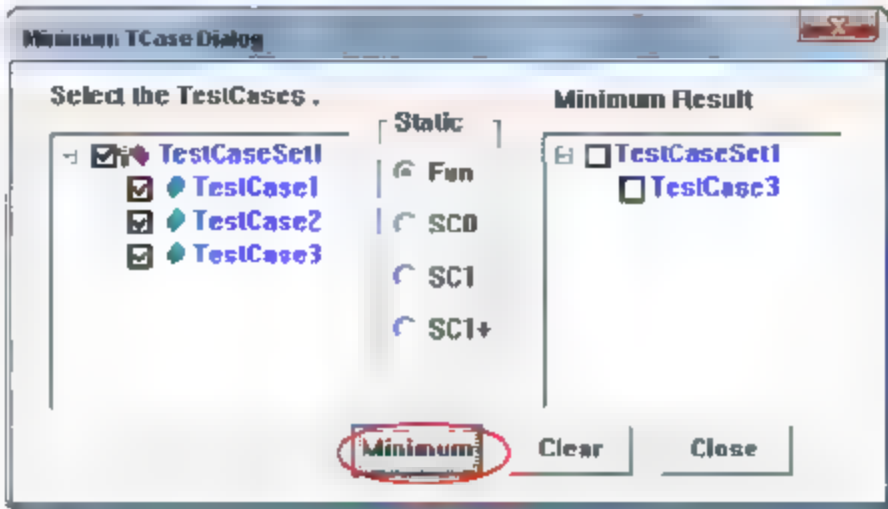 Minimum TCase Dialog
Select the TestCases .
TestCaseSet1
TestCase1
TestCase2
TestCase3
Static
Fun
SC0
SC1
SC1+
Minimum Result
TestCaseSet1
TestCase3
Minimum
Clear
Close